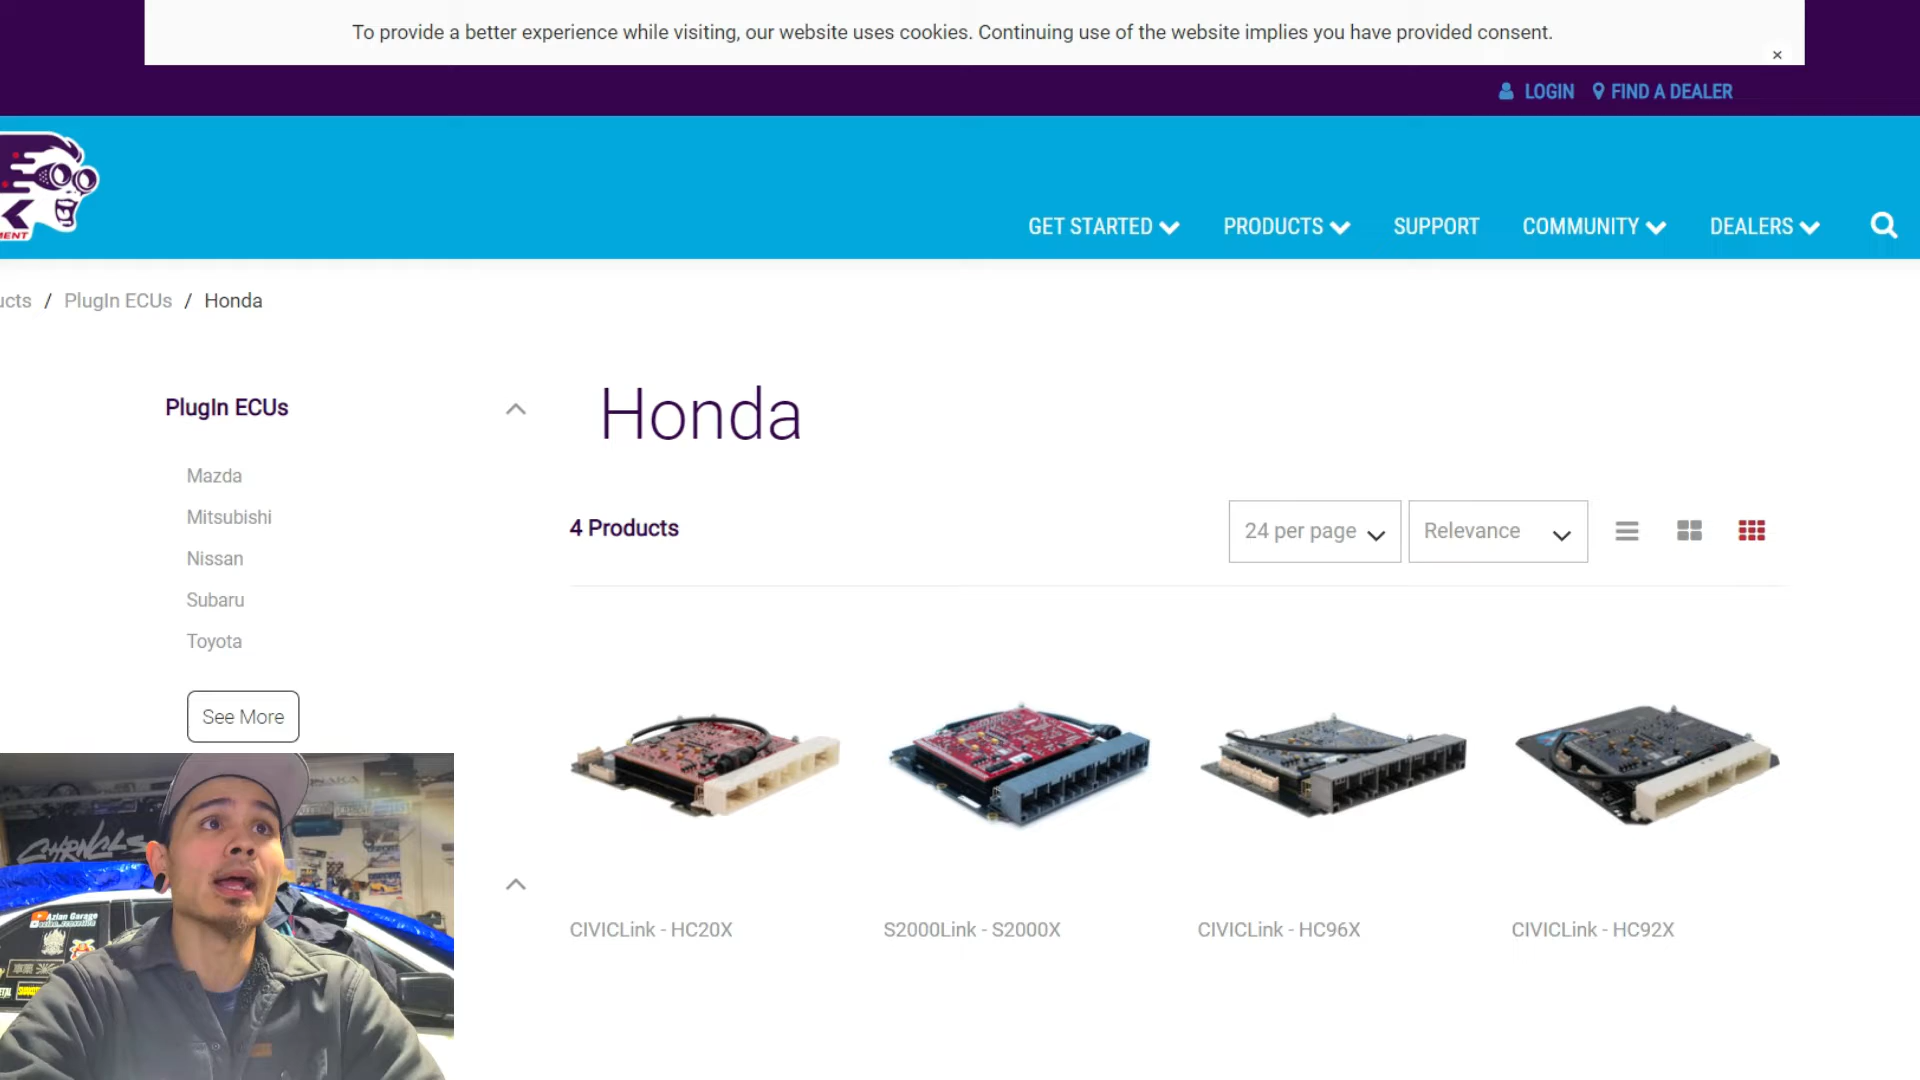 To provide a better experience while visiting, our website uses cookies. Continuing use of the website implies you have provided consent.
×
LOGIN FIND A DEALER
GET STARTED PRODUCTS SUPPORT COMMUNITY DEALERS
ucts / PlugIn ECUs / Honda
PlugIn ECUs
Mazda
Mitsubishi
Nissan
Subaru
Toyota
See More
Honda
4 Products
24 per page
Relevance
CIVICLink - HC20X
S2000Link - S2000X
CIVICLink - HC96X
CIVICLink - HC92X
Azian Garage